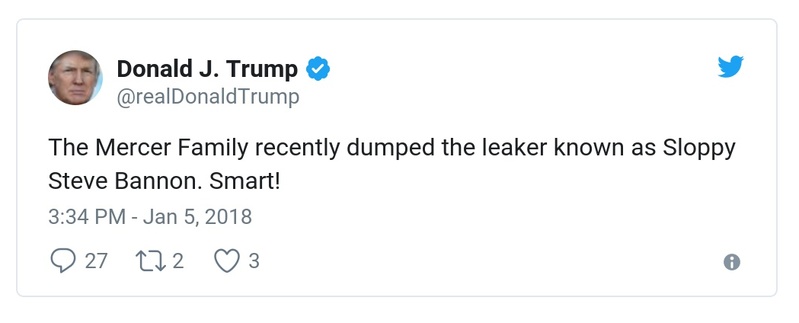 Donald J. Trump
@realDonaldTrump
The Mercer Family recently dumped the leaker known as Sloppy
Steve Bannon. Smart!
3:34 PM - Jan 5, 2018
27 2 3